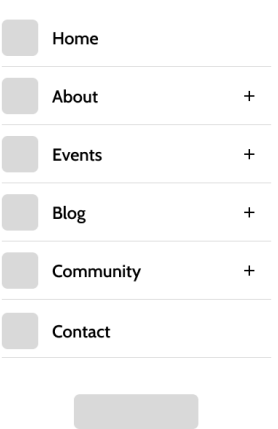 Home
About +
Events +
Blog +
Community +
Contact